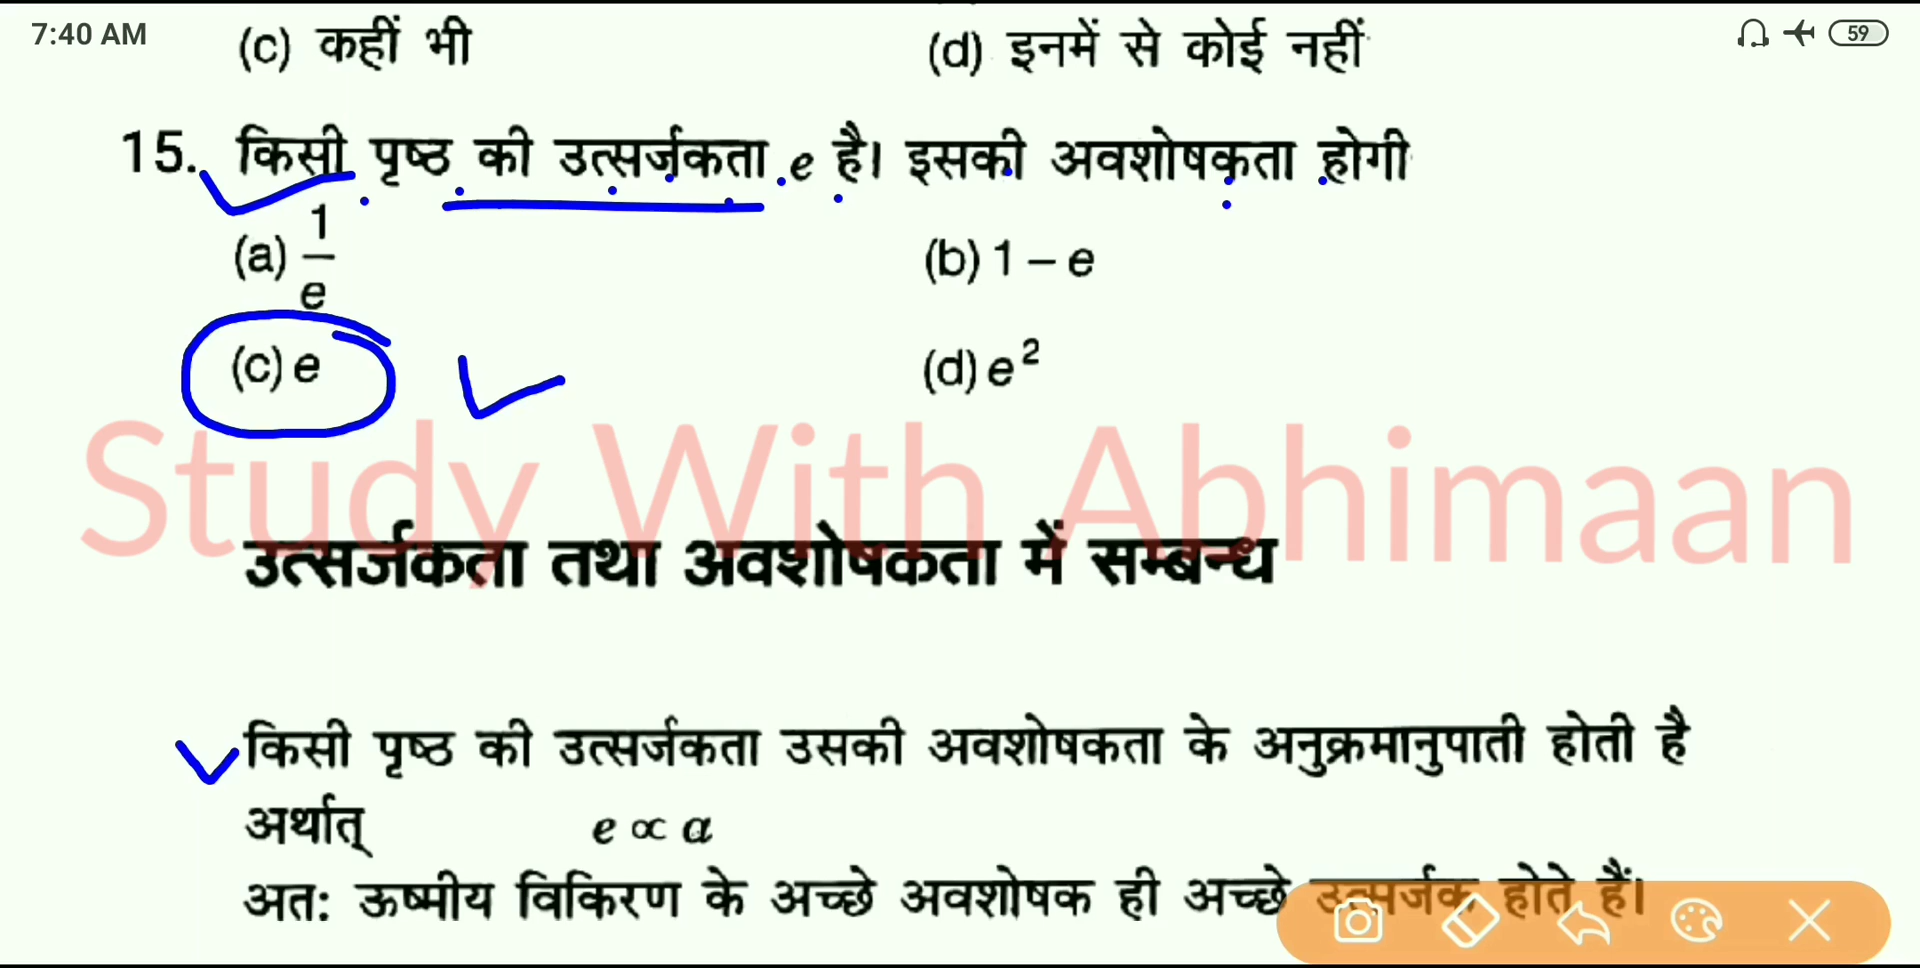 7:40 AM
59
(c) कहीं भी
(d) इनमें से कोई नहीं
15. किसी पृष्ठ की उत्सर्जकता e है। इसकी अवशोषकता होगी
(a) 1/e
(b) 1 – e
(c) e
(d) e²
Study With Abhimaan
उत्सर्जकता तथा अवशोषकता में सम्बन्ध
किसी पृष्ठ की उत्सर्जकता उसकी अवशोषकता के अनुक्रमानुपाती होती है
अर्थात् e ∝ a
अत: ऊष्मीय विकिरण के अच्छे अवशोषक ही अच्छे उत्सर्जक होते हैं।